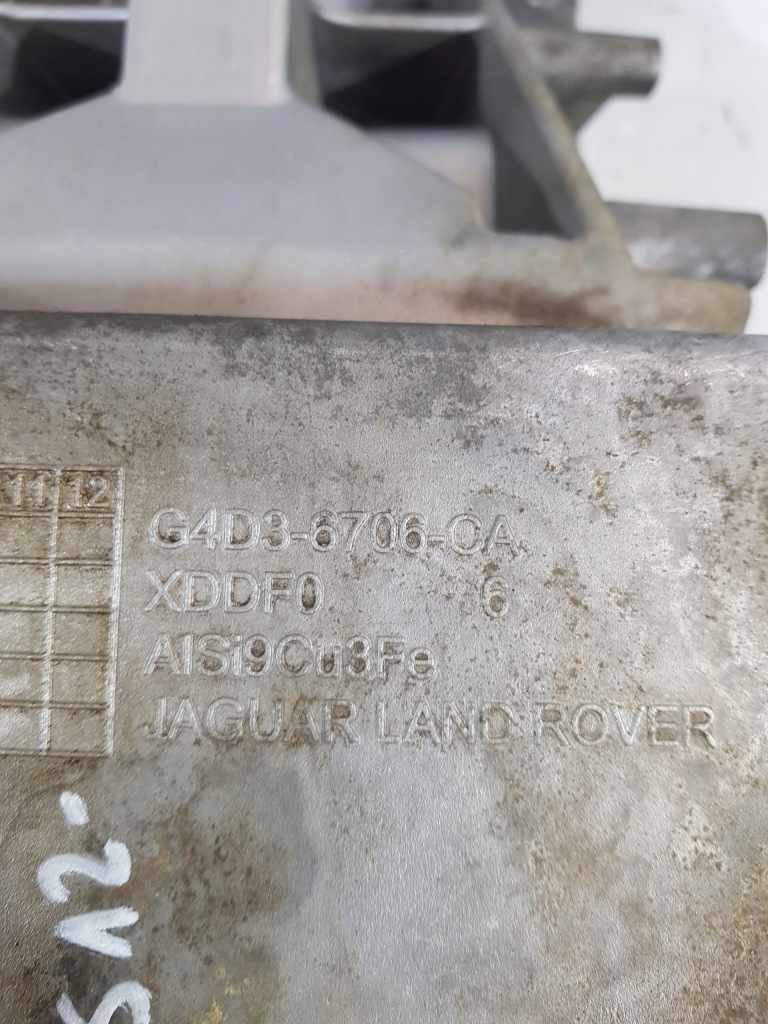 11 12
G4D3-6706-CA
XDDF0 6
AlSi9Cu3Fe
JAGUAR LAND ROVER